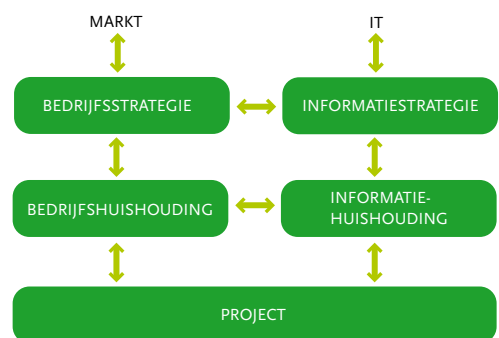 MARKT
IT
BEDRIJFSSTRATEGIE
INFORMATIESTRATEGIE
BEDRIJFSHUISHOUDING
INFORMATIE-
HUISHOUDING
PROJECT